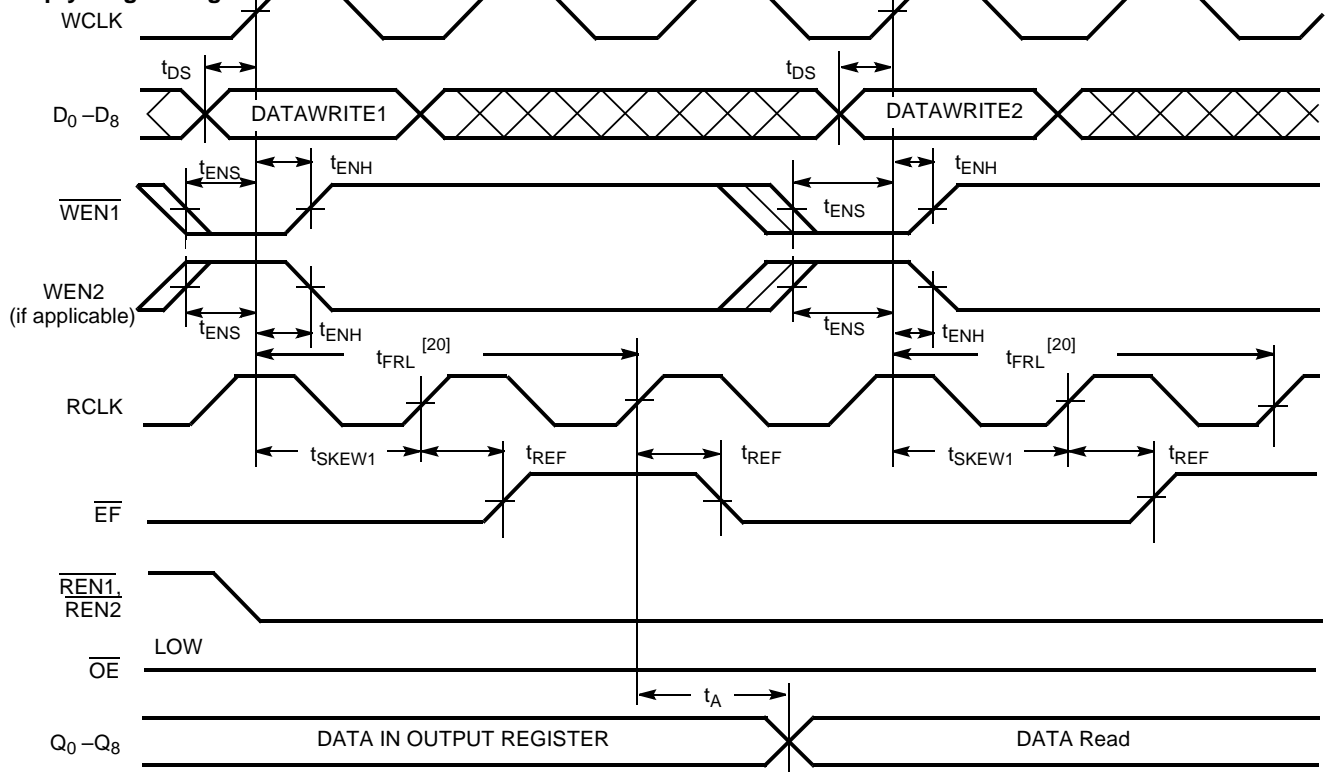 WCLK
tDS
tDS
D0 –D8
DATAWRITE1
DATAWRITE2
tENS
tENH
tENH
WEN1
tENS
WEN2
(if applicable)
tENS
tENH
tENS
tENH
tFRL [20]
tFRL [20]
RCLK
tSKEW1
tREF
tREF
tSKEW1
tREF
EF
REN1,
REN2
LOW
OE
tA
Q0 –Q8
DATA IN OUTPUT REGISTER
DATA Read